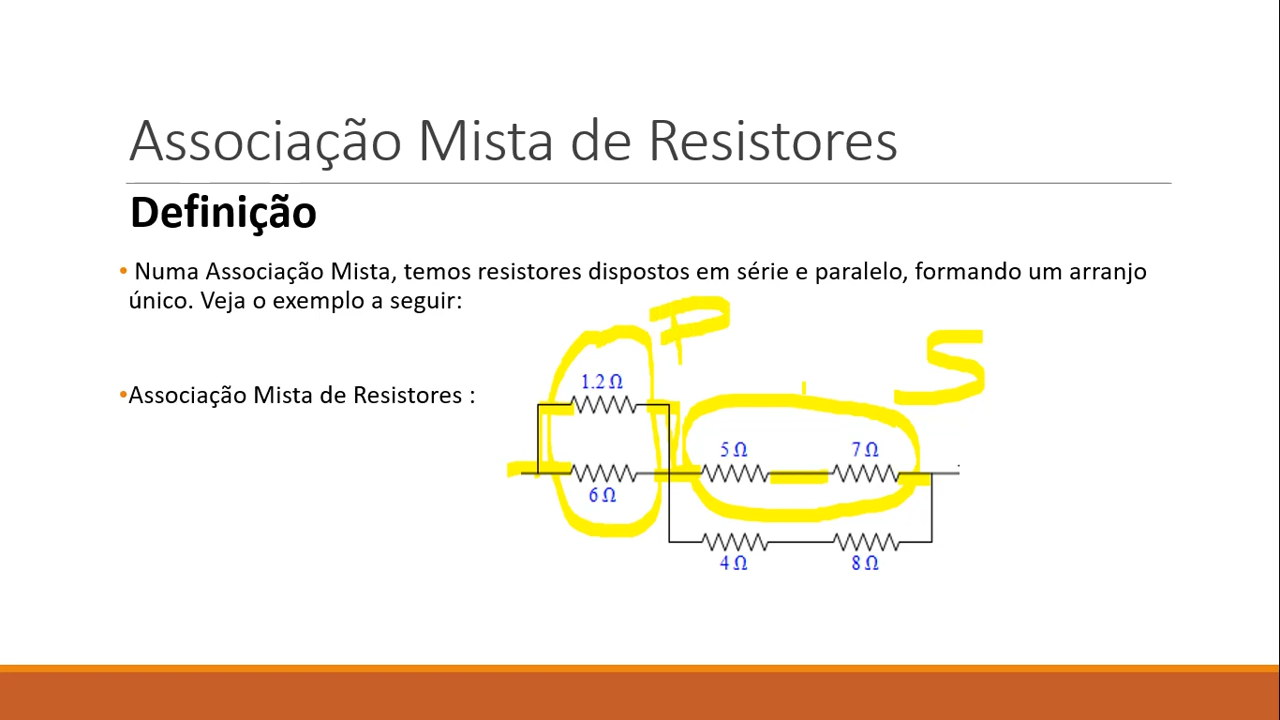 Associação Mista de Resistores
Definição
• Numa Associação Mista, temos resistores dispostos em série e paralelo, formando um arranjo
único. Veja o exemplo a seguir:
P
S
1.2 Ω
•Associação Mista de Resistores :
5 Ω
7 Ω
6 Ω
4 Ω
8 Ω